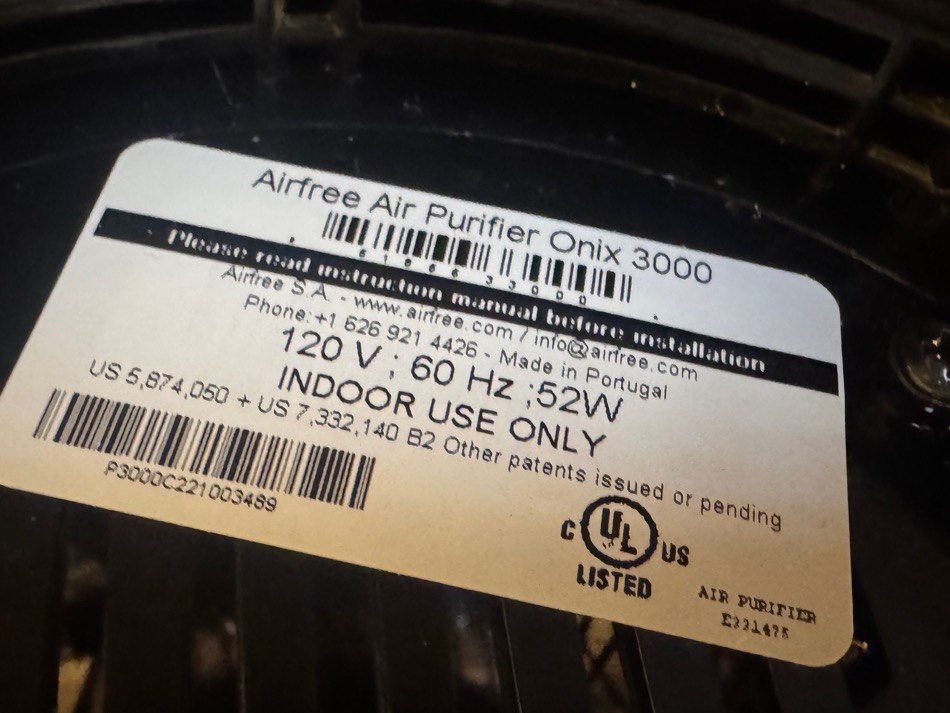 Airfree Air Purifier Onix 3000
61866 33000
Please read instruction manual before installation
Airfree S.A. - www.airfree.com / info@airfree.com
Phone: +1 626 921 4426 - Made in Portugal
120 V ; 60 Hz ;52W
INDOOR USE ONLY
US 5,874,050 + US 7,332,140 B2 Other patents issued or pending
P3000C221003489
C UL US
LISTED
AIR PURIFIER